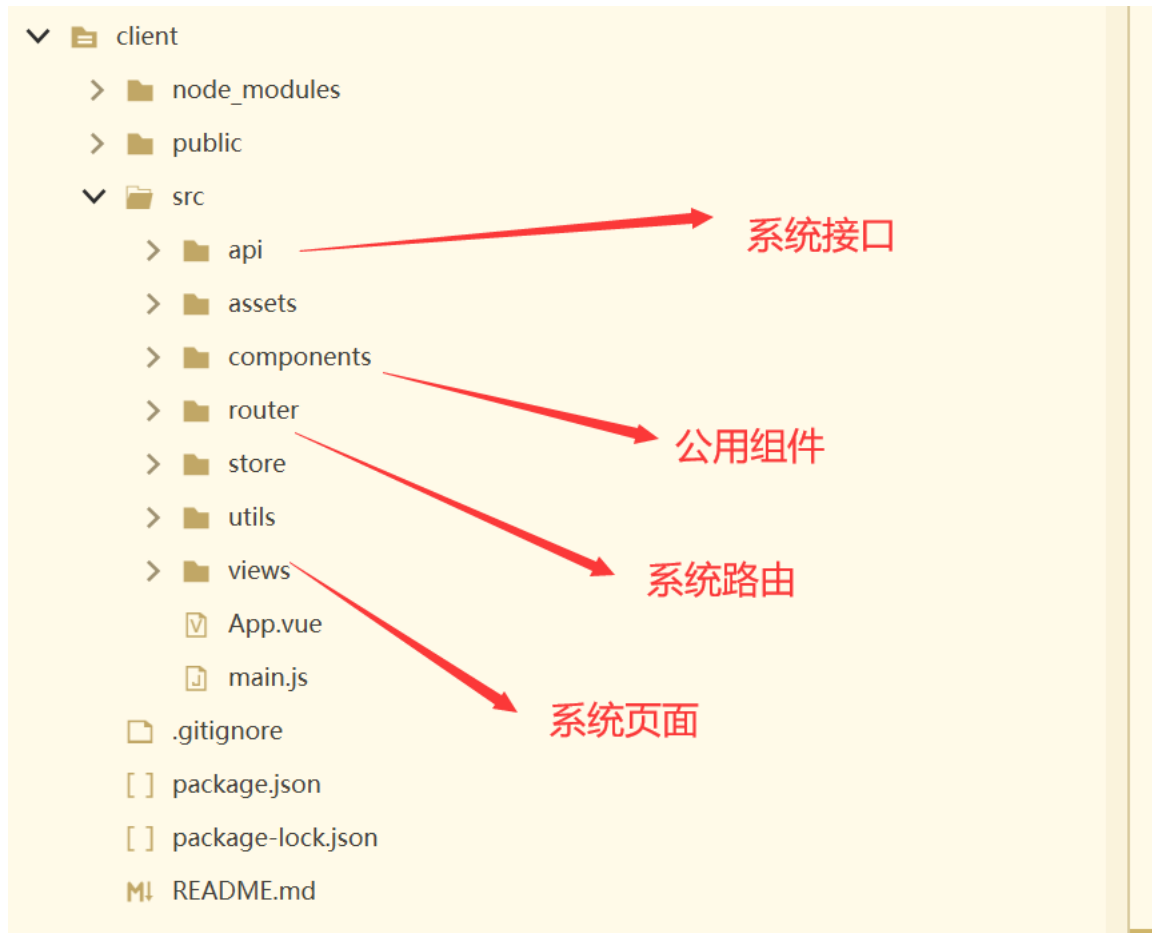 client
node_modules
public
src
api
系统接口
assets
components
router
公用组件
store
utils
views
系统路由
App.vue
main.js
系统页面
.gitignore
package.json
package-lock.json
README.md